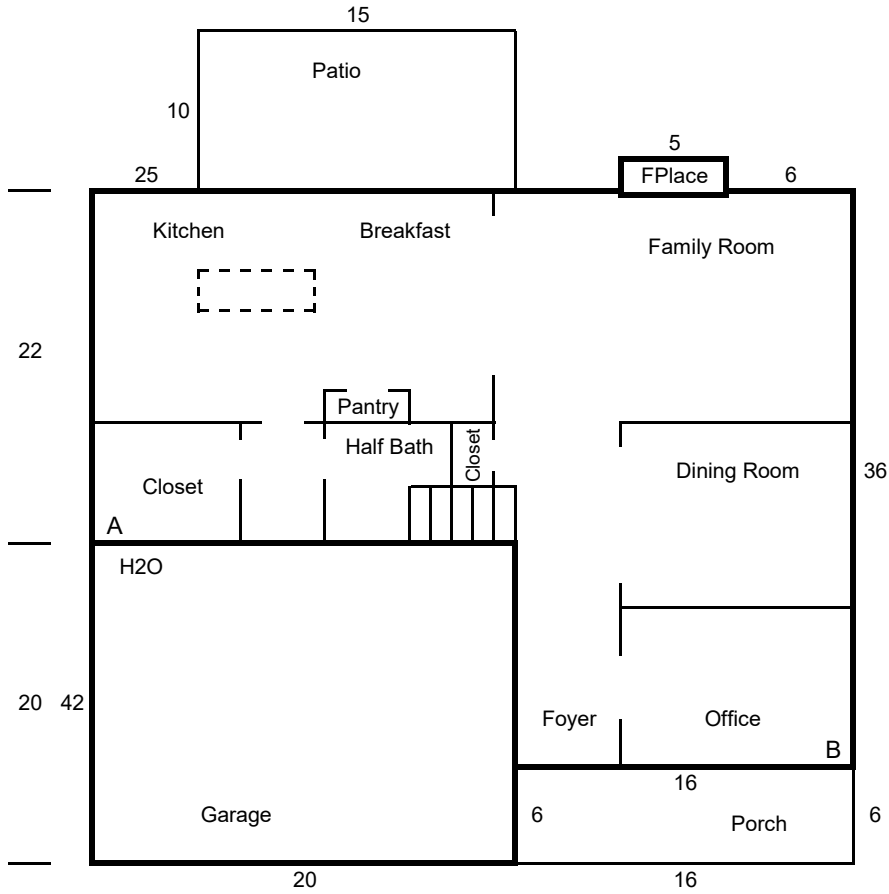 15
Patio
10
5
25
FPlace
6
Kitchen
Breakfast
Family Room
22
Pantry
Half Bath
Closet
Dining Room
36
Closet
A
H2O
20
42
Foyer
Office
B
16
Garage
6
Porch
6
20
16